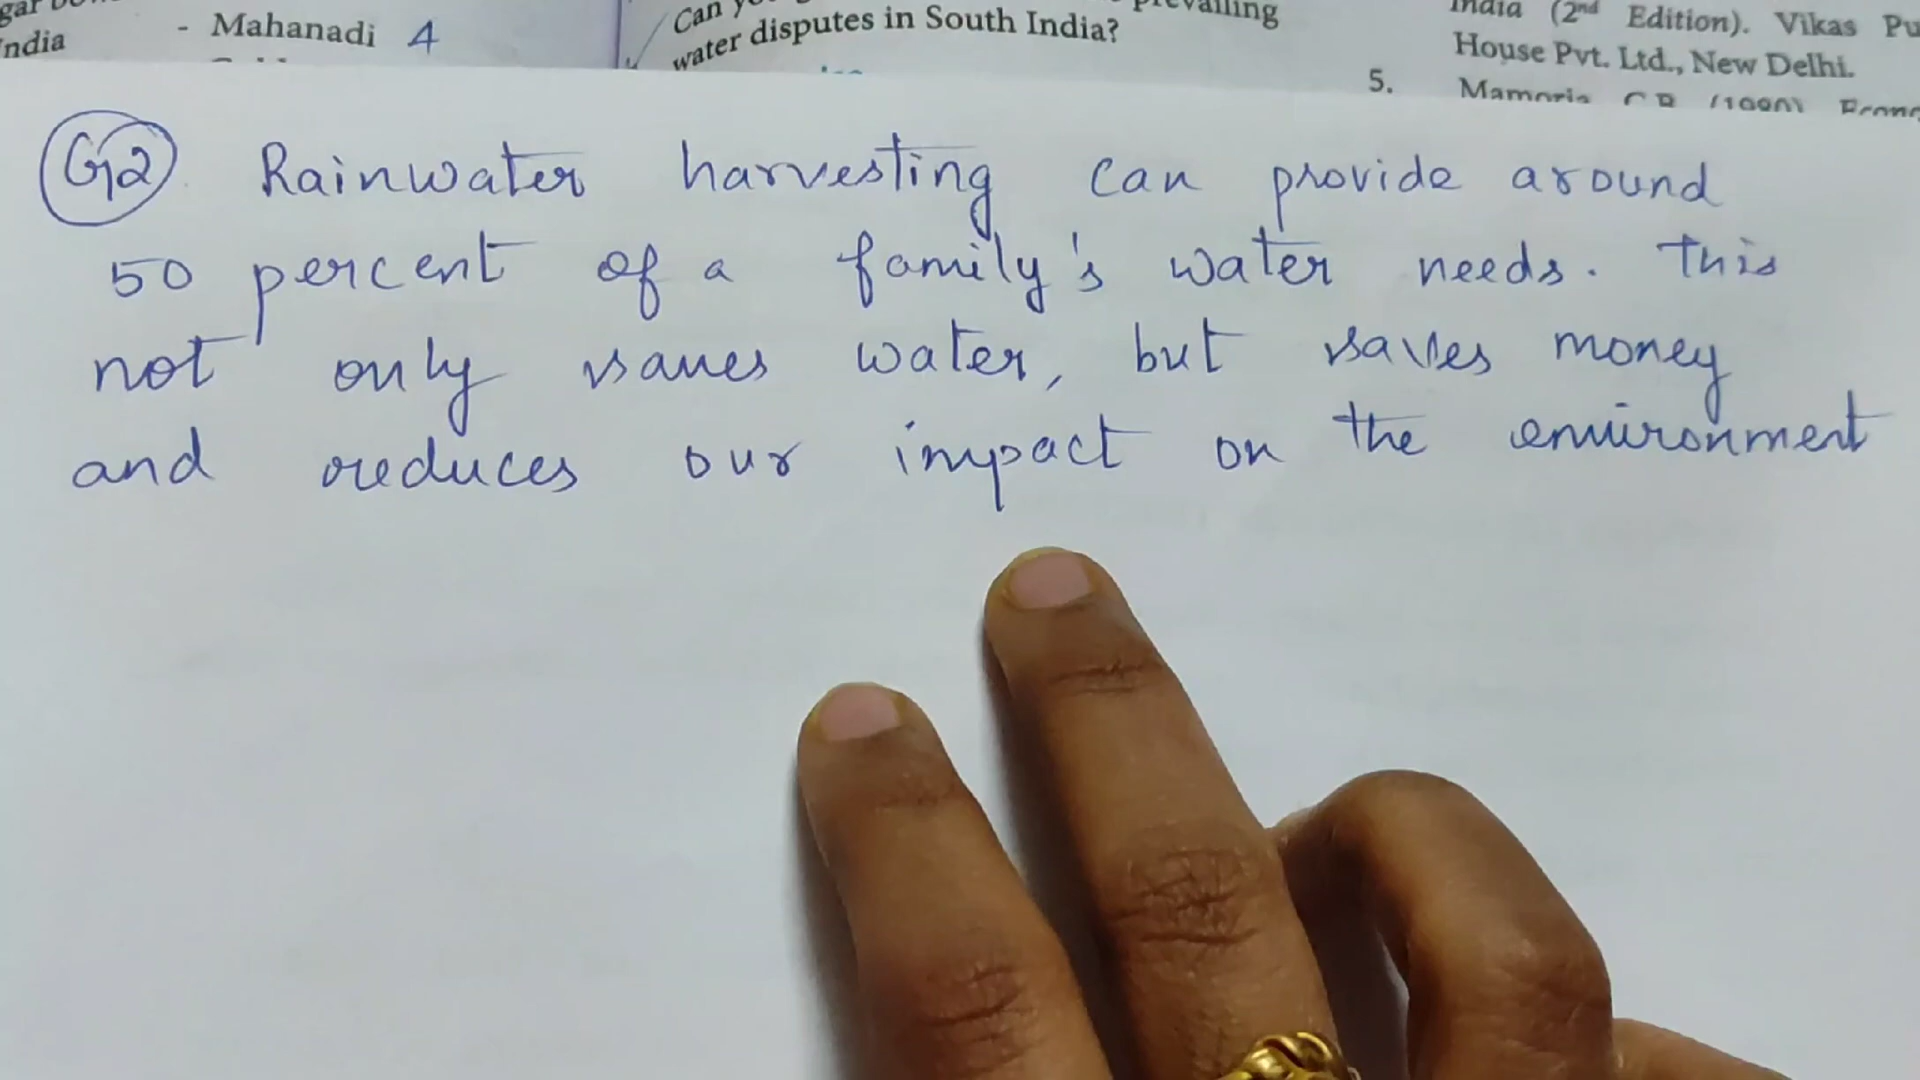 India
- Mahanadi 4
water disputes in South India?
India (2nd Edition). Vikas
House Pvt. Ltd., New Delhi.
5.
G2 Rainwater harvesting can provide around
50 percent of a family's water needs. This
not only saves water, but saves money
and reduces our impact on the environment